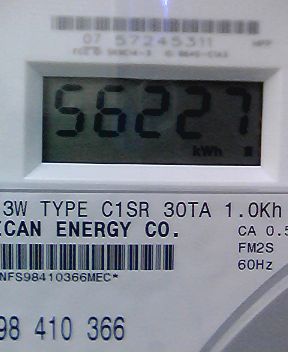 07 57245311
56227
kWh
3W TYPE C1SR 30TA 1.0Kh
ICAN ENERGY CO. CA 0.5
FM2S
60Hz
NFS98410366MEC*
98 410 366